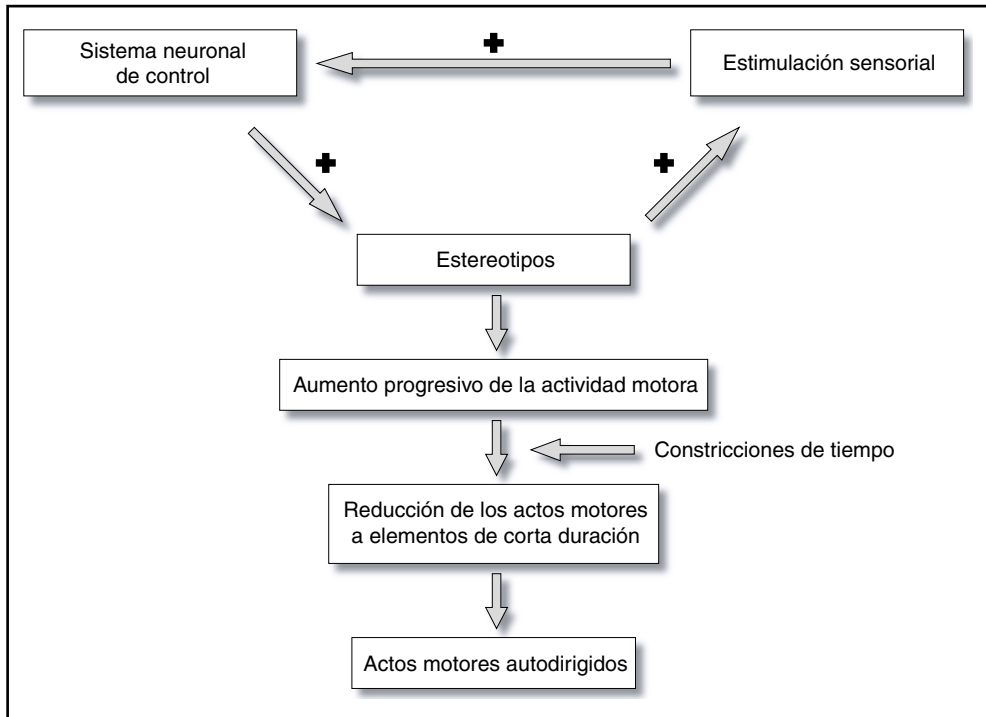 Sistema neuronal
de control
+
Estimulación sensorial
+
+
Estereotipos
Aumento progresivo de la actividad motora
Constricciones de tiempo
Reducción de los actos motores
a elementos de corta duración
Actos motores autodirigidos